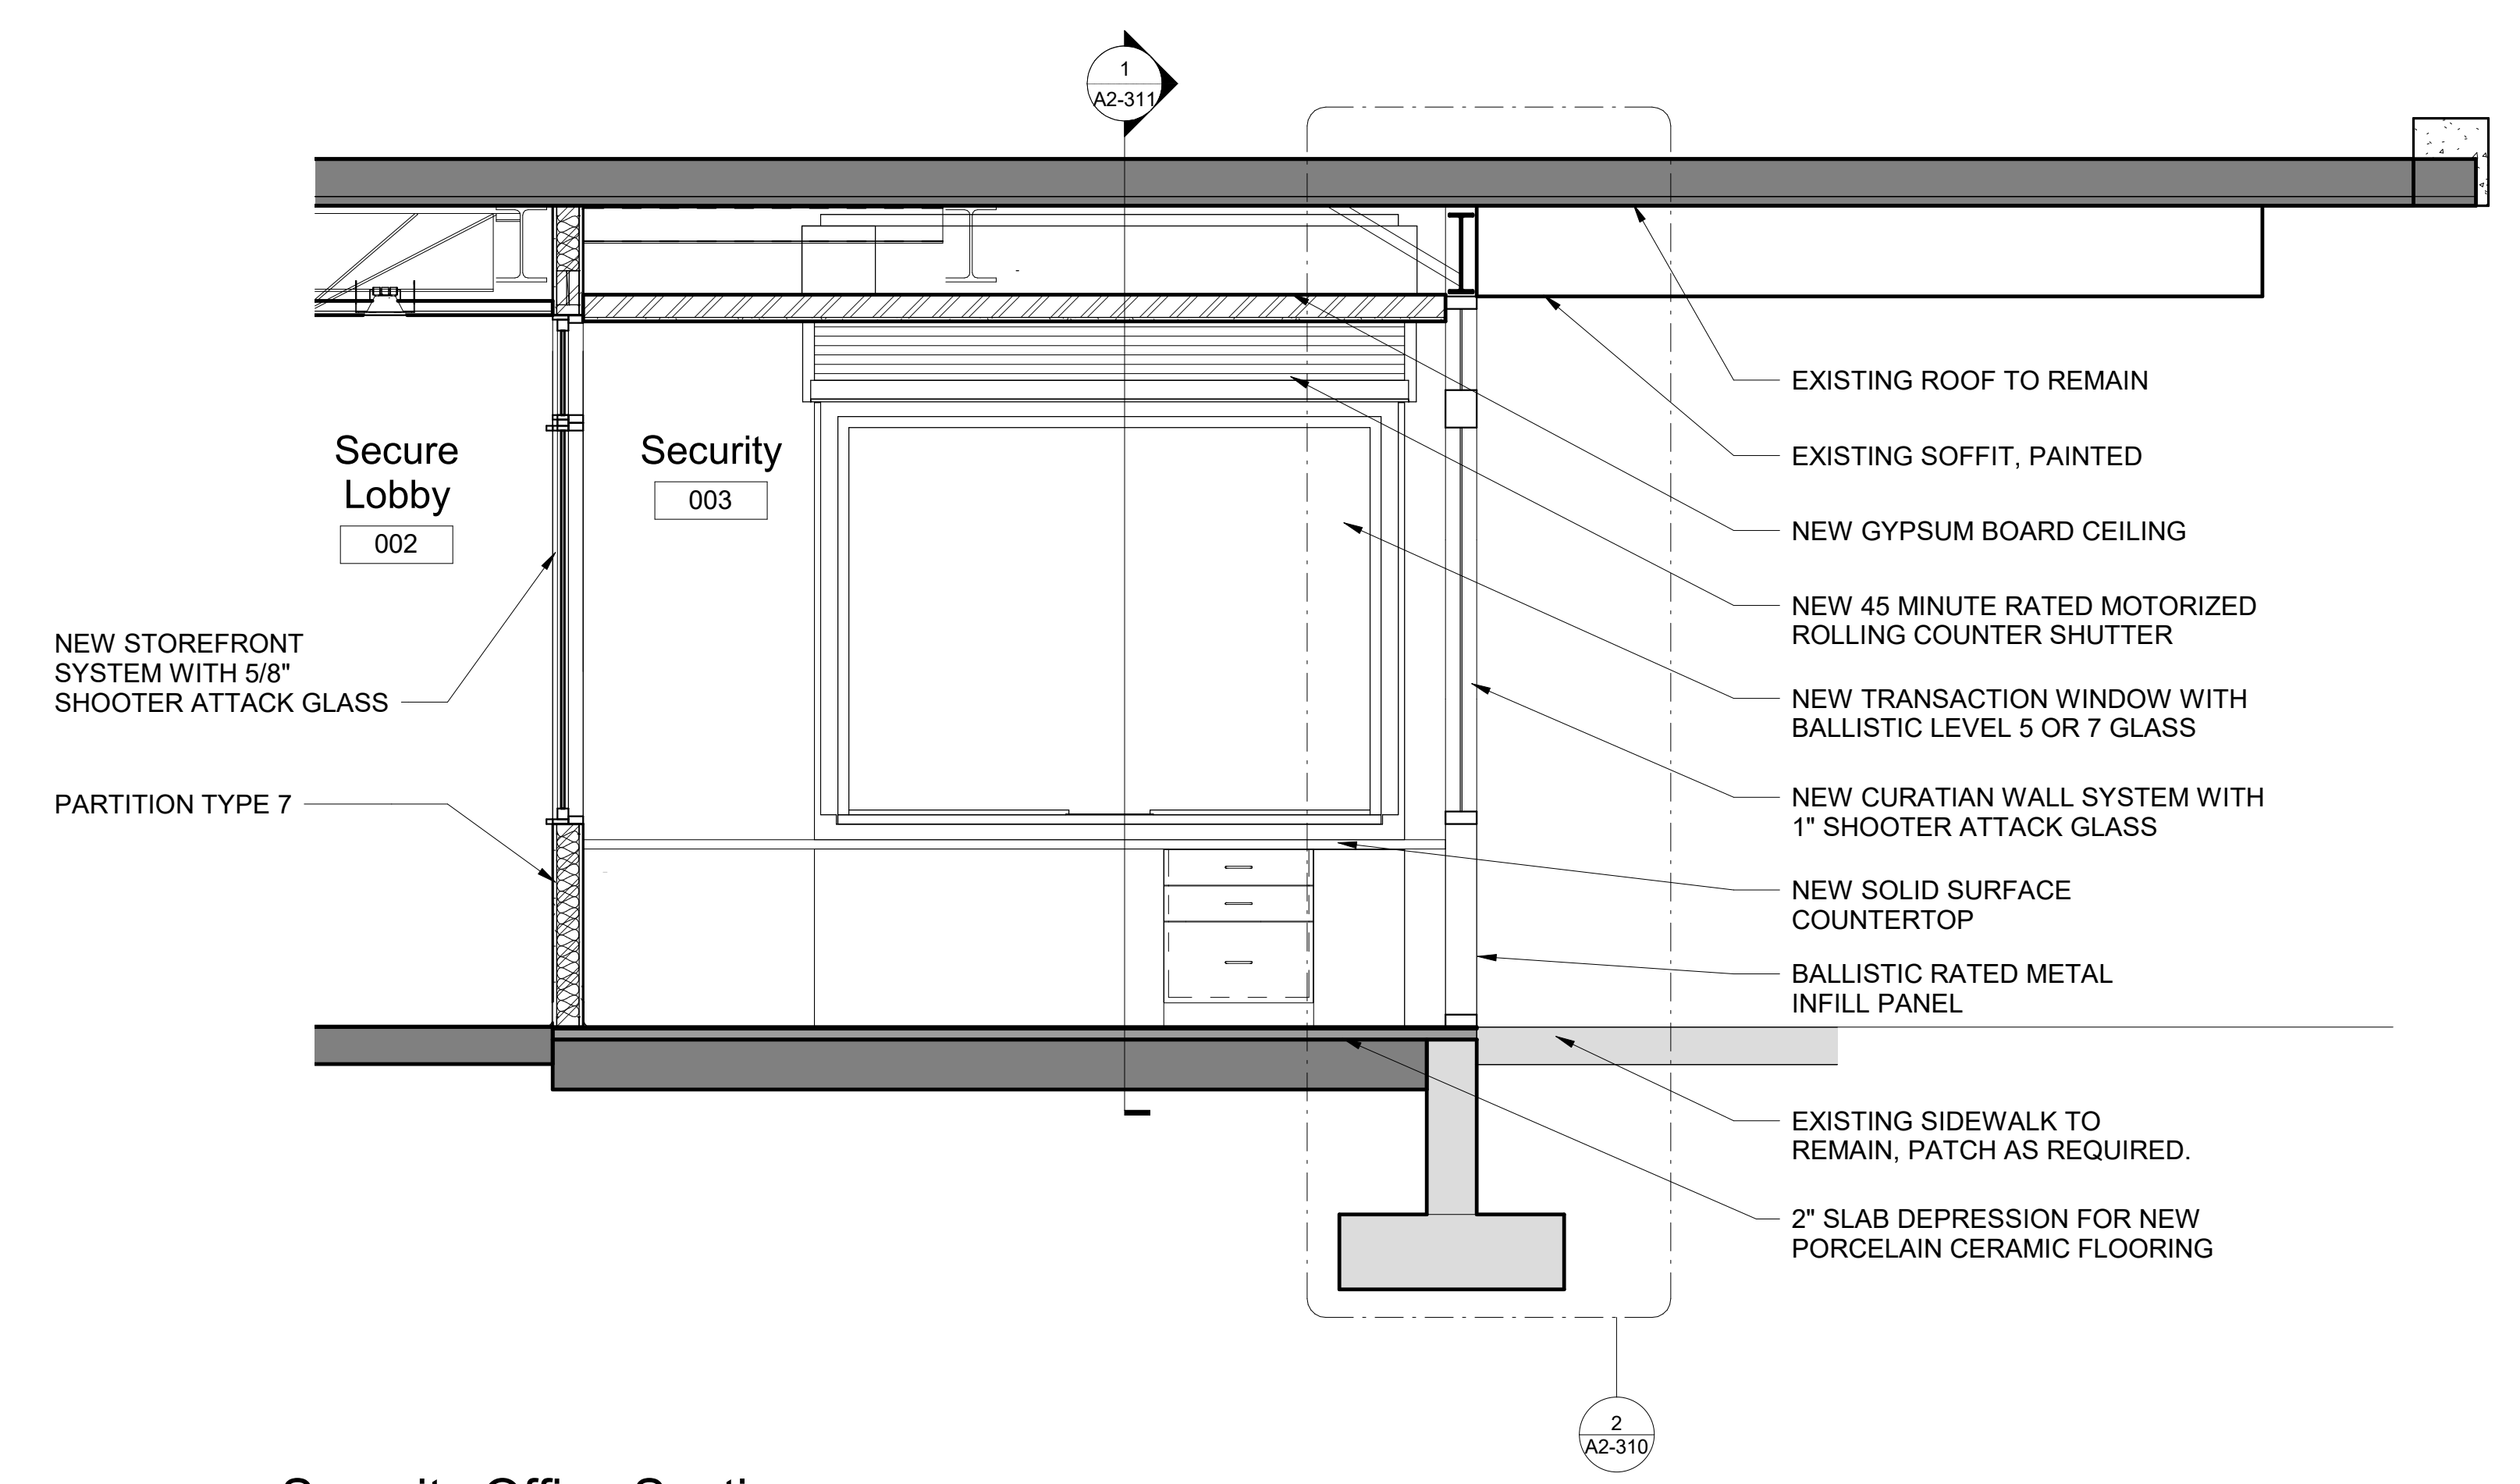 1
A2-311
EXISTING ROOF TO REMAIN
EXISTING SOFFIT, PAINTED
Secure
Lobby
002
Security
003
NEW GYPSUM BOARD CEILING
NEW 45 MINUTE RATED MOTORIZED
ROLLING COUNTER SHUTTER
NEW STOREFRONT
SYSTEM WITH 5/8"
SHOOTER ATTACK GLASS
NEW TRANSACTION WINDOW WITH
BALLISTIC LEVEL 5 OR 7 GLASS
PARTITION TYPE 7
NEW CURATIAN WALL SYSTEM WITH
1" SHOOTER ATTACK GLASS
NEW SOLID SURFACE
COUNTERTOP
BALLISTIC RATED METAL
INFILL PANEL
EXISTING SIDEWALK TO
REMAIN, PATCH AS REQUIRED.
2" SLAB DEPRESSION FOR NEW
PORCELAIN CERAMIC FLOORING
2
A2-310